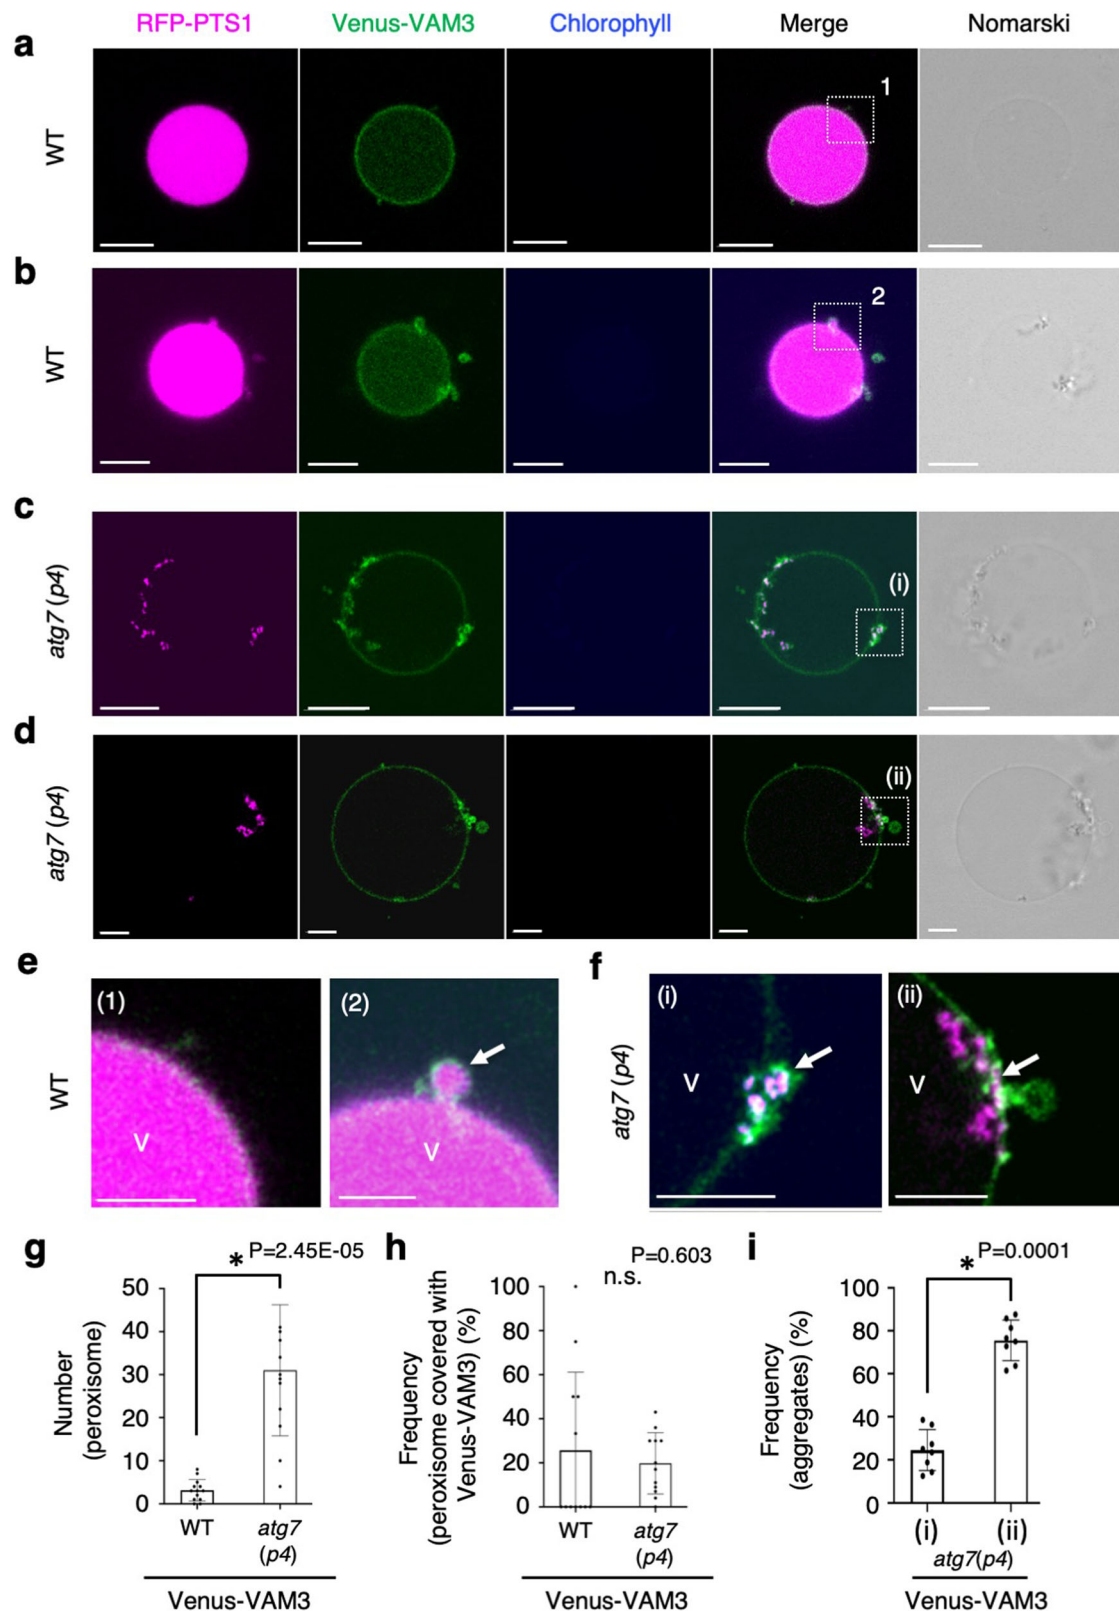 RFP-PTS1 Venus-VAM3 Chlorophyll Merge Nomarski
a
WT
1
b
WT
2
c
atg7 (p4)
(i)
d
atg7 (p4)
(ii)
e
WT
(1)
V
(2)
V
f
atg7 (p4)
(i)
V
(ii)
V
g
* P=2.45E-05
Number
(peroxisome)
50
40
30
20
10
0
WT
atg7
(p4)
Venus-VAM3
h
P=0.603
n.s.
Frequency
(peroxisome covered with
Venus-VAM3) (%)
100
80
60
40
20
0
WT
atg7
(p4)
Venus-VAM3
i
P=0.0001
*
Frequency
(aggregates) (%)
100
80
60
40
20
0
(i) (ii)
atg7(p4)
Venus-VAM3